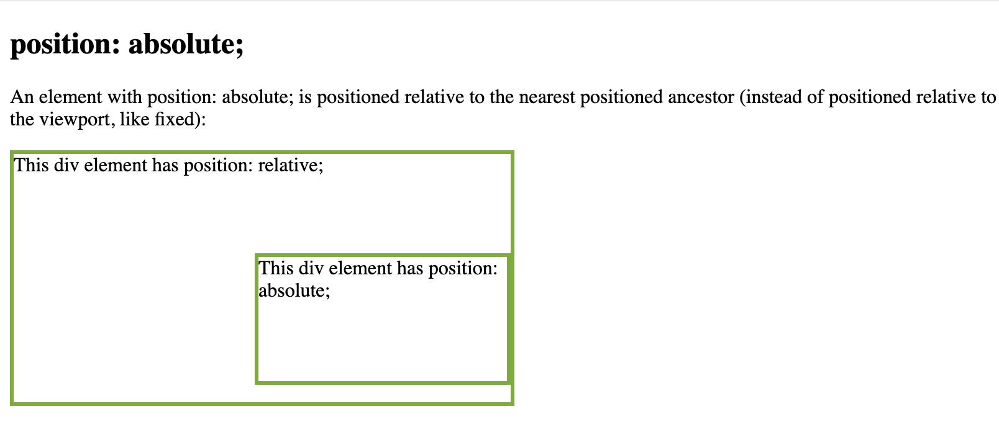 position: absolute;
An element with position: absolute; is positioned relative to the nearest positioned ancestor (instead of positioned relative to
the viewport, like fixed):
This div element has position: relative;
This div element has position:
absolute;